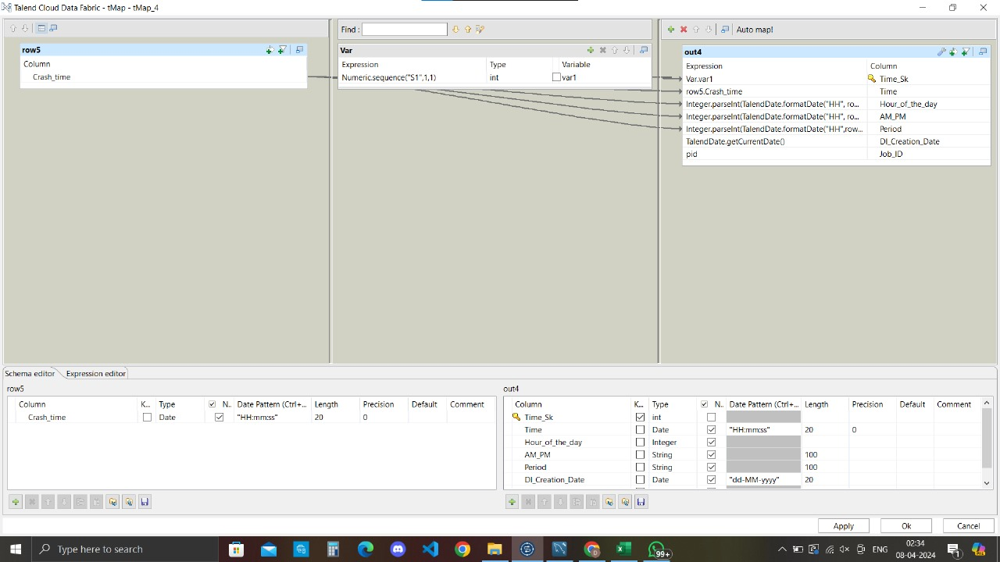 Talend Cloud Data Fabric - tMap - tMap_4
Find :
Auto map!
row5
Column
Crash_time
Var
Expression Type Variable
Numeric.sequence("S1",1,1) int var1
out4
Expression Column
Var.var1 Time_Sk
row5.Crash_time Time
Integer.parseInt(TalendDate.formatDate("HH", ro... Hour_of_the_day
Integer.parseInt(TalendDate.formatDate("HH", ro... AM_PM
Integer.parseInt(TalendDate.formatDate("HH",row... Period
TalendDate.getCurrentDate() DI_Creation_Date
pid Job_ID
Schema editor Expression editor
row5
Column K... Type N.. Date Pattern (Ctrl+... Length Precision Default Comment
Crash_time Date "HH:mm:ss" 20 0
out4
Column K... Type N.. Date Pattern (Ctrl+... Length Precision Default Comment
Time_Sk int
Time Date "HH:mm:ss" 20 0
Hour_of_the_day Integer
AM_PM String 100
Period String 100
DI_Creation_Date Date "dd-MM-yyyy" 20
Apply Ok Cancel
Type here to search
99+
ENG
02:34
08-04-2024
1